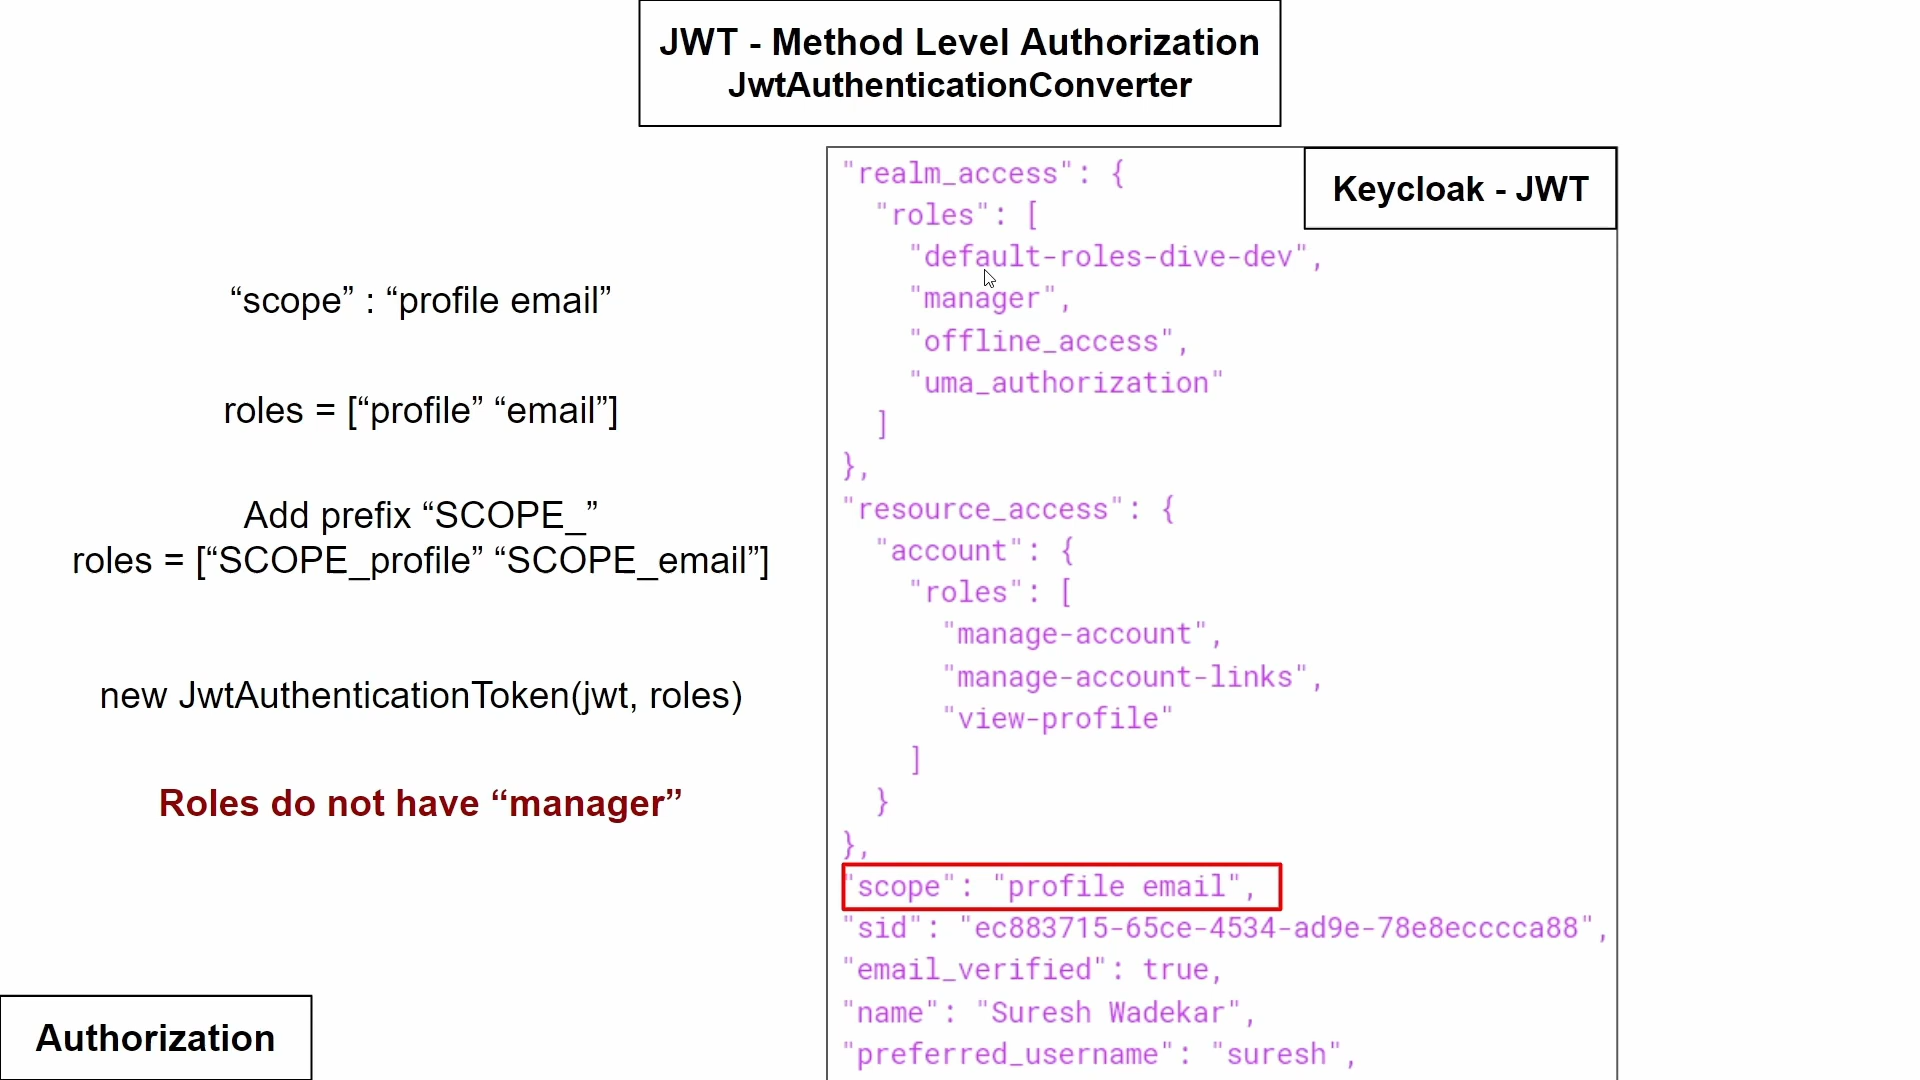 JWT - Method Level Authorization
JwtAuthenticationConverter
“scope” : “profile email”
roles = [“profile” “email”]
Add prefix “SCOPE_”
roles = [“SCOPE_profile” “SCOPE_email”]
new JwtAuthenticationToken(jwt, roles)
Roles do not have “manager”
Authorization
Keycloak - JWT
"realm_access": {
"roles": [
"default-roles-dive-dev",
"manager",
"offline_access",
"uma_authorization"
]
},
"resource_access": {
"account": {
"roles": [
"manage-account",
"manage-account-links",
"view-profile"
]
}
},
"scope": "profile email",
"sid": "ec883715-65ce-4534-ad9e-78e8ecccca88",
"email_verified": true,
"name": "Suresh Wadekar",
"preferred_username": "suresh",